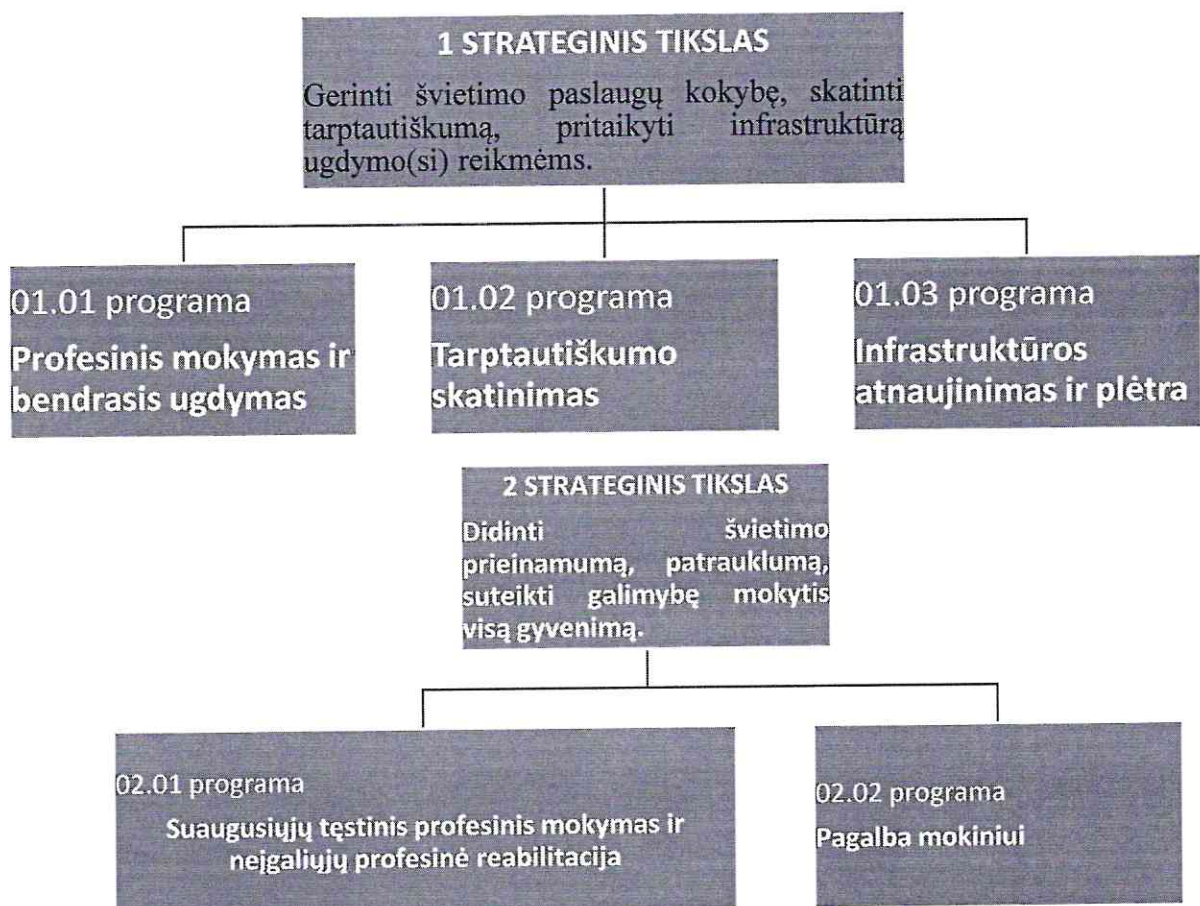 1 STRATEGINIS TIKSLAS
Gerinti švietimo paslaugų kokybę, skatinti
tarptautiškumą, pritaikyti infrastruktūrą
ugdymo(si) reikmėms.
01.01 programa
Profesinis mokymas ir
bendrasis ugdymas
01.02 programa
Tarptautiškumo
skatinimas
01.03 programa
Infrastruktūros
atnaujinimas ir plėtra
2 STRATEGINIS TIKSLAS
Didinti švietimo
prieinamumą, patrauklumą,
suteikti galimybę mokytis
visą gyvenimą.
02.01 programa
Suaugusiųjų tęstinis profesinis mokymas ir
neįgaliųjų profesinė reabilitacija
02.02 programa
Pagalba mokiniui